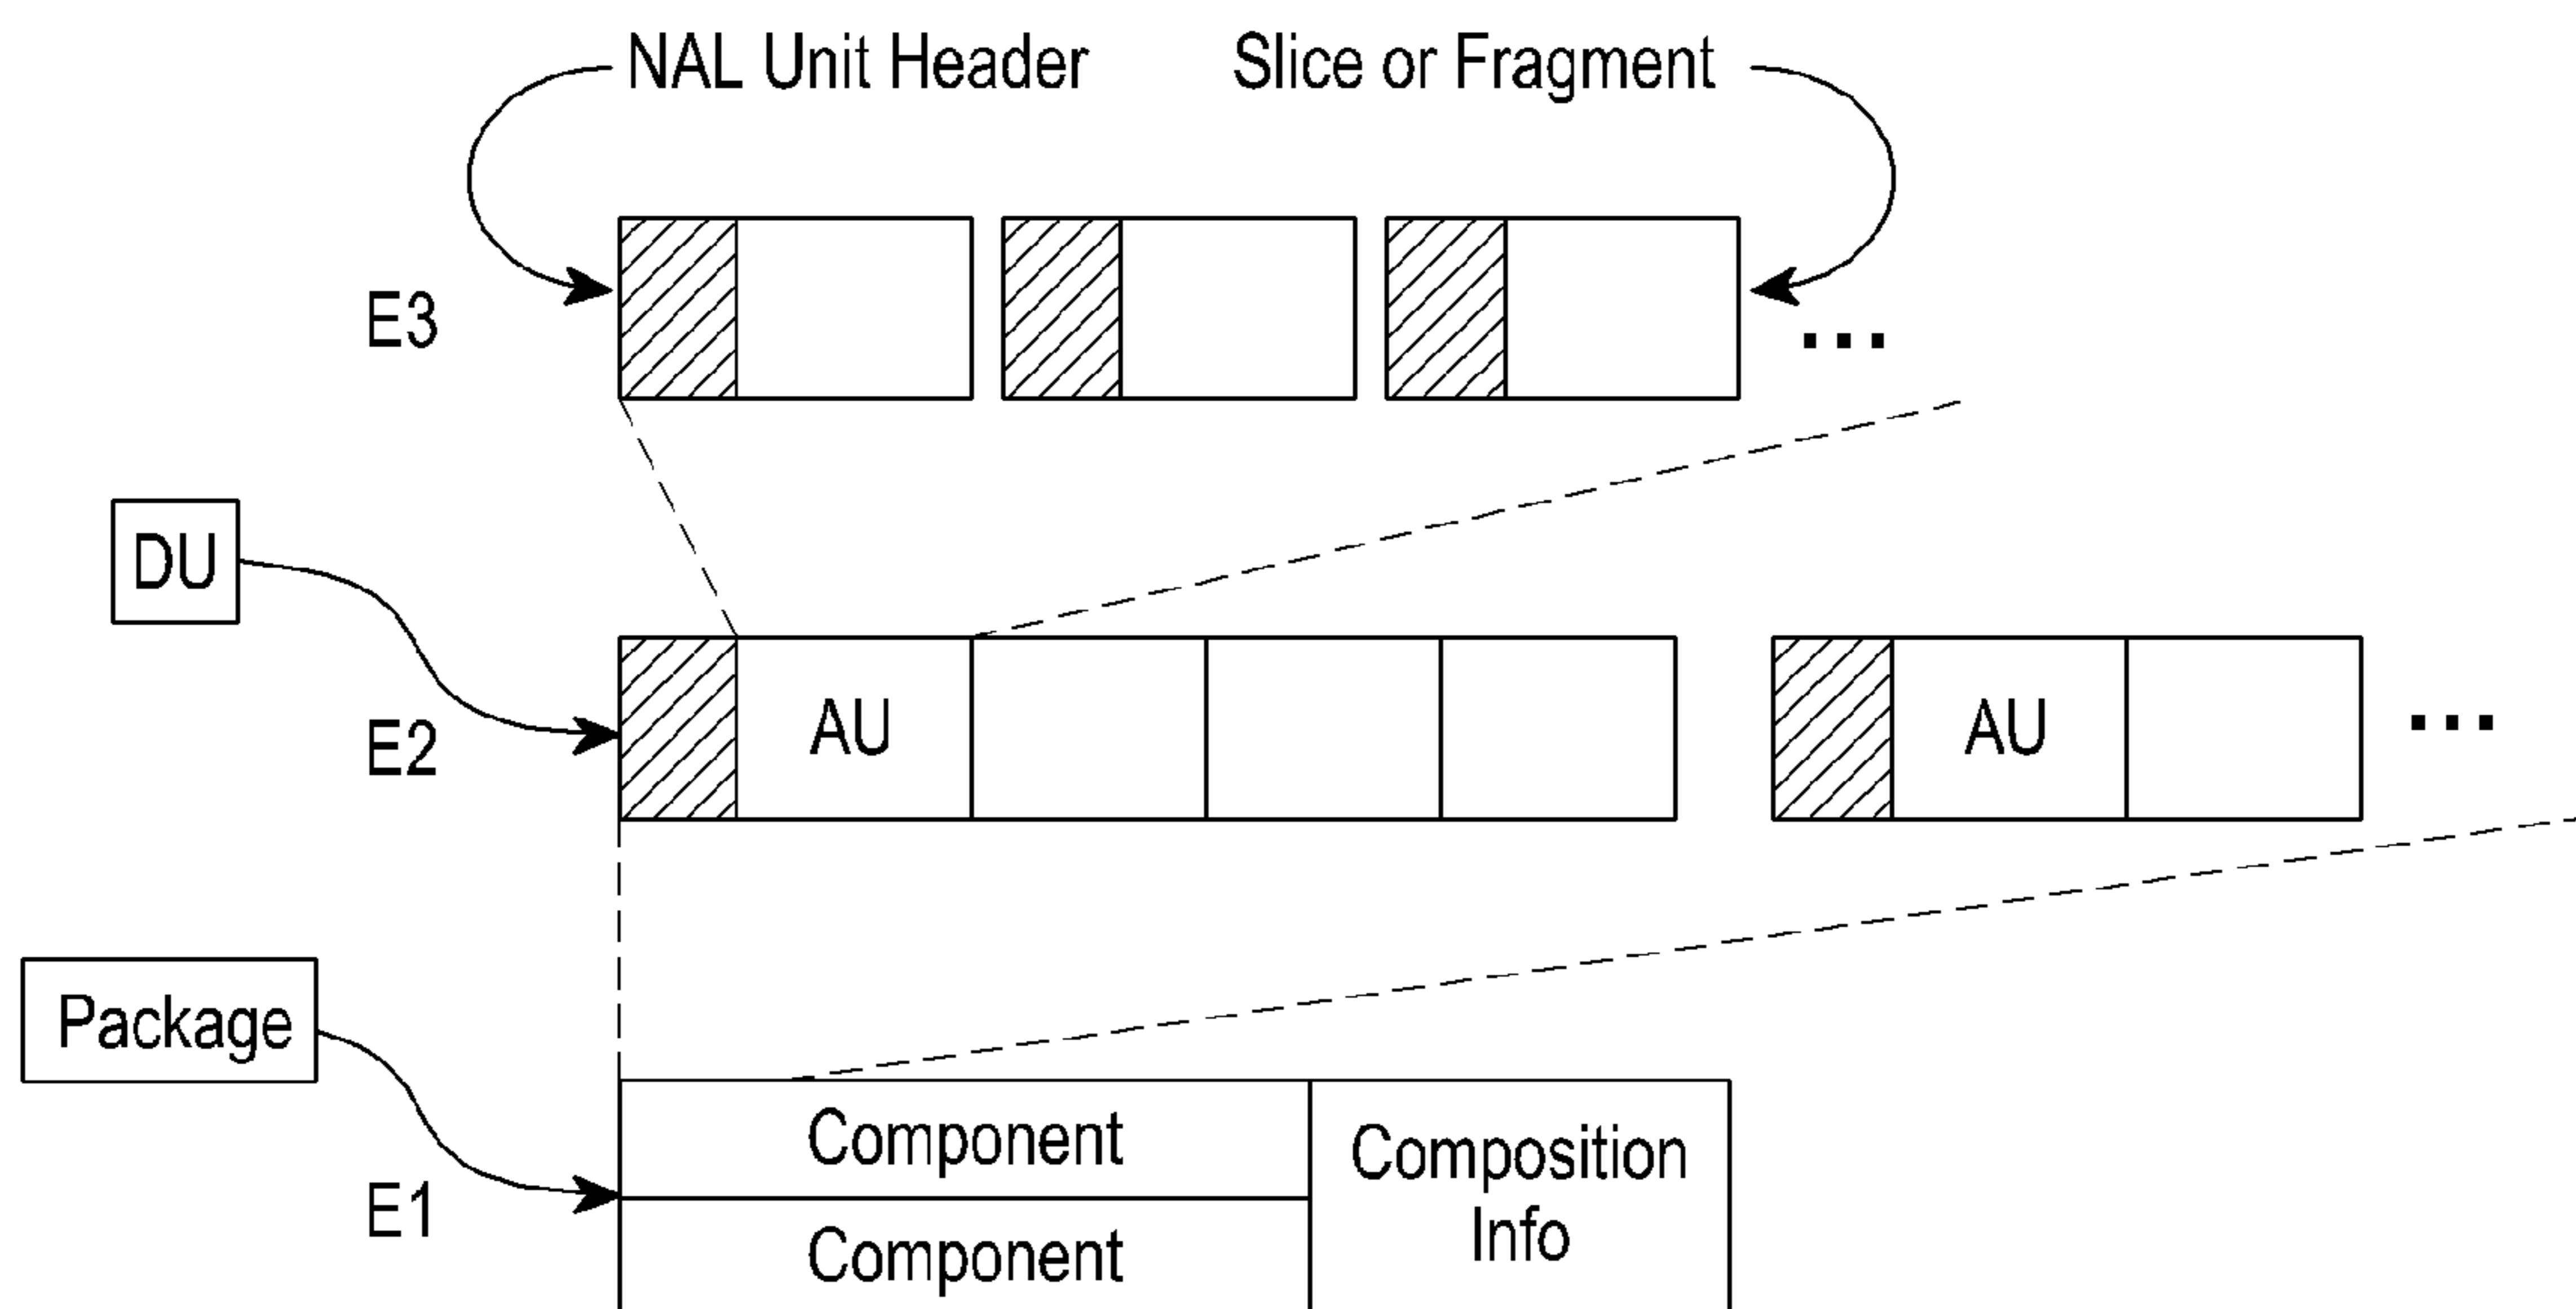 NAL Unit Header
Slice or Fragment
E3
...
DU
E2
AU
AU
...
Package
E1
Component
Component
Composition
Info